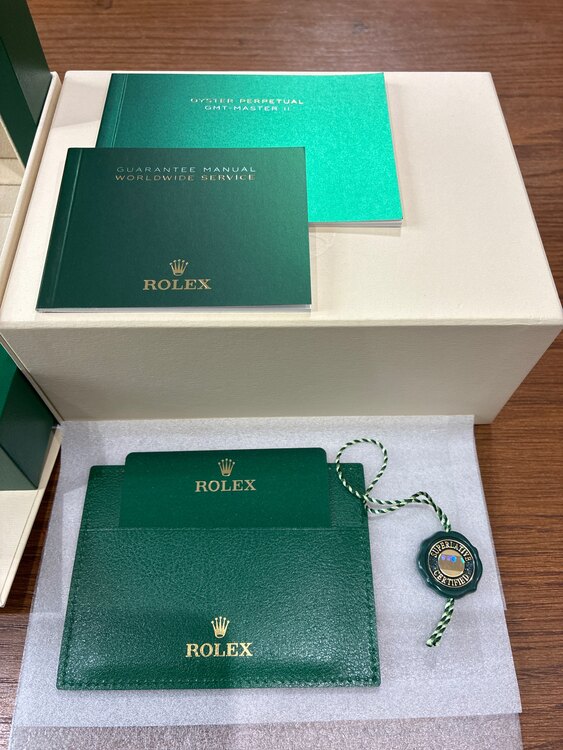 OYSTER PERPETUAL
GMT-MASTER II
GUARANTEE MANUAL
WORLDWIDE SERVICE
ROLEX
ROLEX
ROLEX
SUPERLATIVE
CERTIFIED